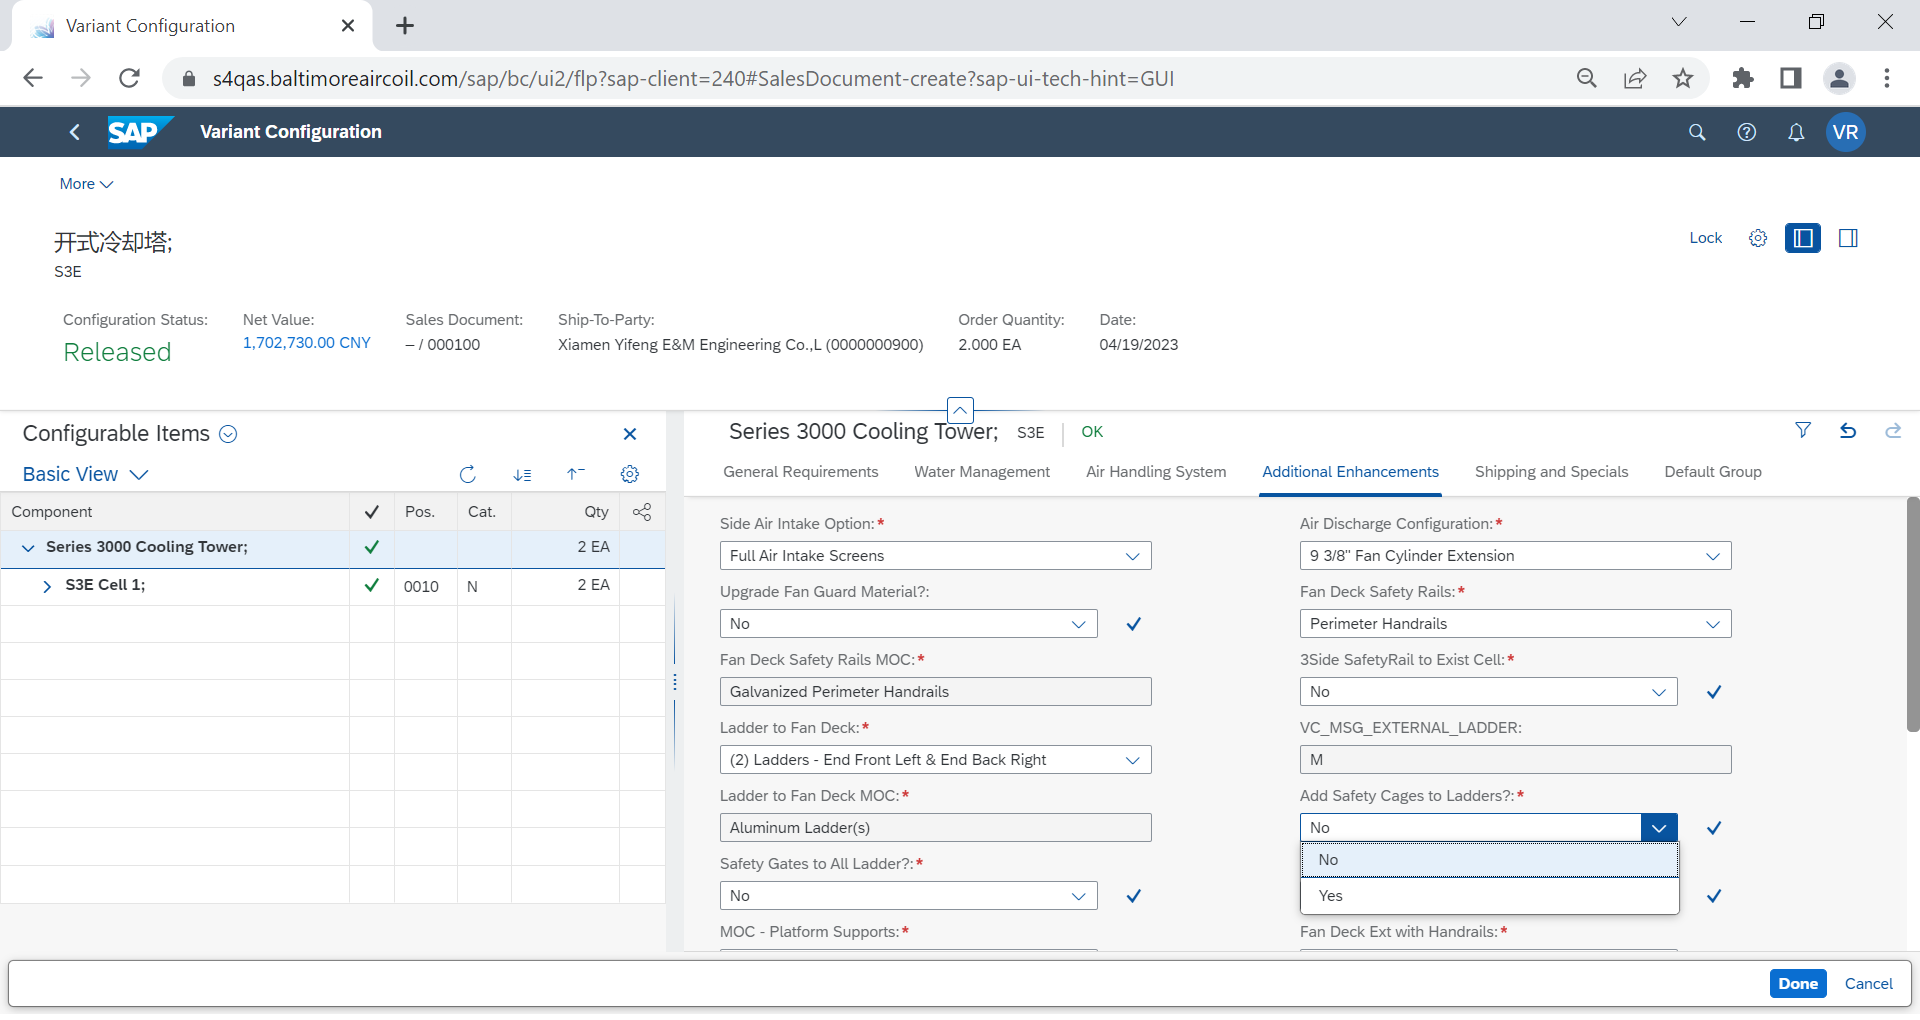 Variant Configuration
s4qas.baltimoreaircoil.com/sap/bc/ui2/flp?sap-client=240#SalesDocument-create?sap-ui-tech-hint=GUI
SAP Variant Configuration VR
More
开式冷却塔;
S3E
Lock
Configuration Status: Net Value: Sales Document: Ship-To-Party: Order Quantity: Date:
Released 1,702,730.00 CNY – / 000100 Xiamen Yifeng E&M Engineering Co.,L (0000000900) 2.000 EA 04/19/2023
Configurable Items
Basic View
Component Pos. Cat. Qty
Series 3000 Cooling Tower; 2 EA
S3E Cell 1; 0010 N 2 EA
Series 3000 Cooling Tower; S3E OK
General Requirements Water Management Air Handling System Additional Enhancements Shipping and Specials Default Group
Side Air Intake Option:* Air Discharge Configuration:*
Full Air Intake Screens 9 3/8" Fan Cylinder Extension
Upgrade Fan Guard Material?: Fan Deck Safety Rails:*
No Perimeter Handrails
Fan Deck Safety Rails MOC:* 3Side SafetyRail to Exist Cell:*
Galvanized Perimeter Handrails No
Ladder to Fan Deck:* VC_MSG_EXTERNAL_LADDER:
(2) Ladders - End Front Left & End Back Right M
Ladder to Fan Deck MOC:* Add Safety Cages to Ladders?:*
Aluminum Ladder(s) No
No
Safety Gates to All Ladder?:*
No Yes
MOC - Platform Supports:* Fan Deck Ext with Handrails:*
Done Cancel